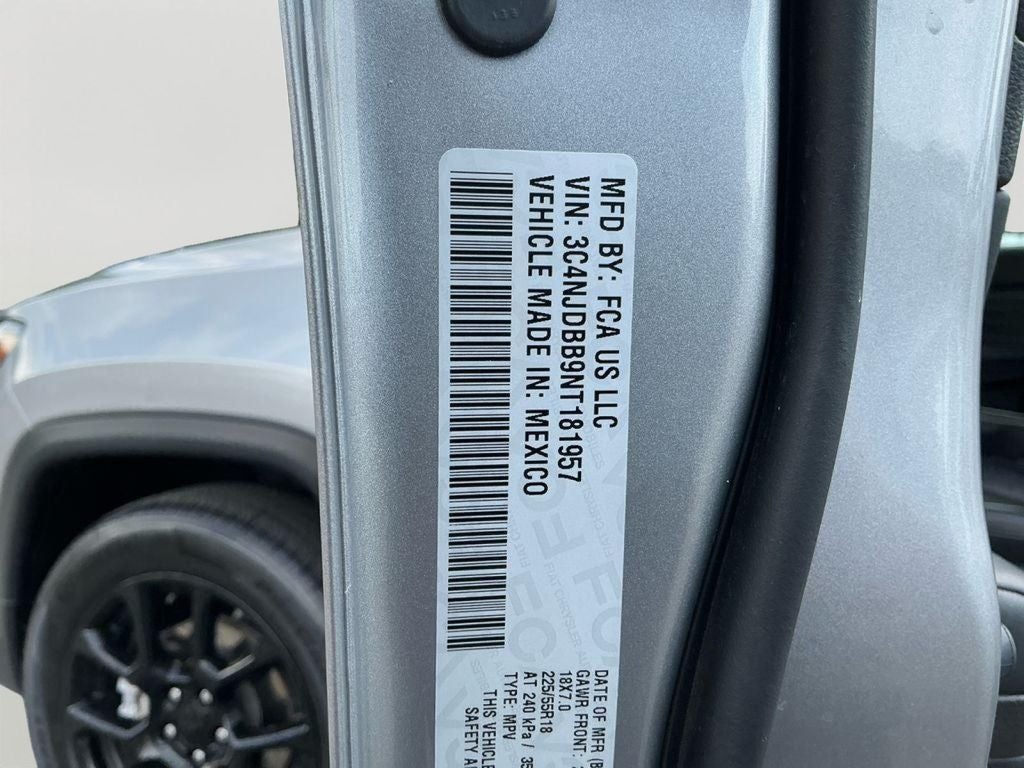 MFD BY: FCA US LLC
VIN: 3C4NJDBB9NT181957
VEHICLE MADE IN: MEXICO
DATE OF MFR
GAWR FRONT:
18X7.0
225/55R18
AT 240 kPa / 35
TYPE: MPV
THIS VEHICLE
SAFETY